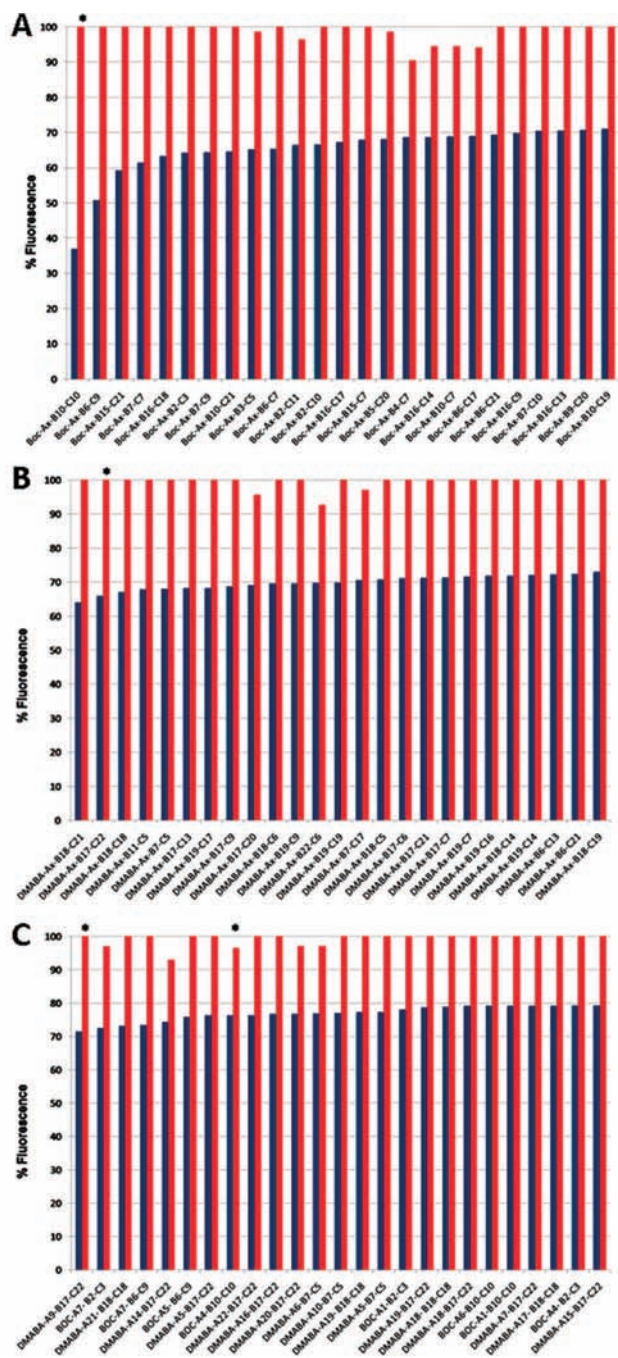 A
*
100
90
80
70
60
50
40
30
20
10
0
% Fluorescence
Boc-Ax-B10-C10
Boc-Ax-B6-C9
Boc-Ax-B15-C21
Boc-Ax-B7-C7
Boc-Ax-B16-C18
Boc-Ax-B2-C3
Boc-Ax-B7-C9
Boc-Ax-B10-C21
Boc-Ax-B3-C5
Boc-Ax-B6-C7
Boc-Ax-B2-C11
Boc-Ax-B2-C10
Boc-Ax-B16-C17
Boc-Ax-B15-C7
Boc-Ax-B5-C20
Boc-Ax-B4-C7
Boc-Ax-B16-C14
Boc-Ax-B10-C7
Boc-Ax-B6-C17
Boc-Ax-B6-C21
Boc-Ax-B16-C9
Boc-Ax-B7-C10
Boc-Ax-B16-C13
Boc-Ax-B9-C20
Boc-Ax-B10-C19
B
*
100
90
80
70
60
50
40
30
20
10
0
% Fluorescence
DMABA-Ax-B18-C21
DMABA-Ax-B17-C22
DMABA-Ax-B18-C18
DMABA-Ax-B11-C5
DMABA-Ax-B7-C5
DMABA-Ax-B17-C13
DMABA-Ax-B19-C17
DMABA-Ax-B17-C9
DMABA-Ax-B17-C20
DMABA-Ax-B18-C6
DMABA-Ax-B19-C9
DMABA-Ax-B22-C6
DMABA-Ax-B19-C19
DMABA-Ax-B7-C17
DMABA-Ax-B18-C5
DMABA-Ax-B17-C6
DMABA-Ax-B17-C21
DMABA-Ax-B17-C7
DMABA-Ax-B19-C7
DMABA-Ax-B19-C16
DMABA-Ax-B18-C14
DMABA-Ax-B19-C14
DMABA-Ax-B6-C13
DMABA-Ax-B6-C21
DMABA-Ax-B18-C19
C
*
*
100
90
80
70
60
50
40
30
20
10
0
% Fluorescence
DMABA-A9-B17-C22
BOC-A7- B2-C3
DMABA-A21- B18-C18
BOC-A7- B6-C9
DMABA-A14-B17-C22
BOC-A5- B6-C9
DMABA-A5-B17-C22
BOC-A4-B10-C10
DMABA-A22-B17-C22
DMABA-A16-B17-C22
DMABA-A20-B17-C22
DMABA-A6-B7-C5
DMABA-A10-B7-C5
DMABA-A19-B18-C18
DMABA-A5-B7-C5
BOC-A1-B2-C3
DMABA-A19-B17-C22
DMABA-A18-B18-C18
DMABA-A18-B17-C22
BOC-A6-B10-C10
BOC-A1-B10-C10
DMABA-A7-B17-C22
DMABA-A17- B18-C18
BOC-A4- B2-C3
DMABA-A15-B17-C22